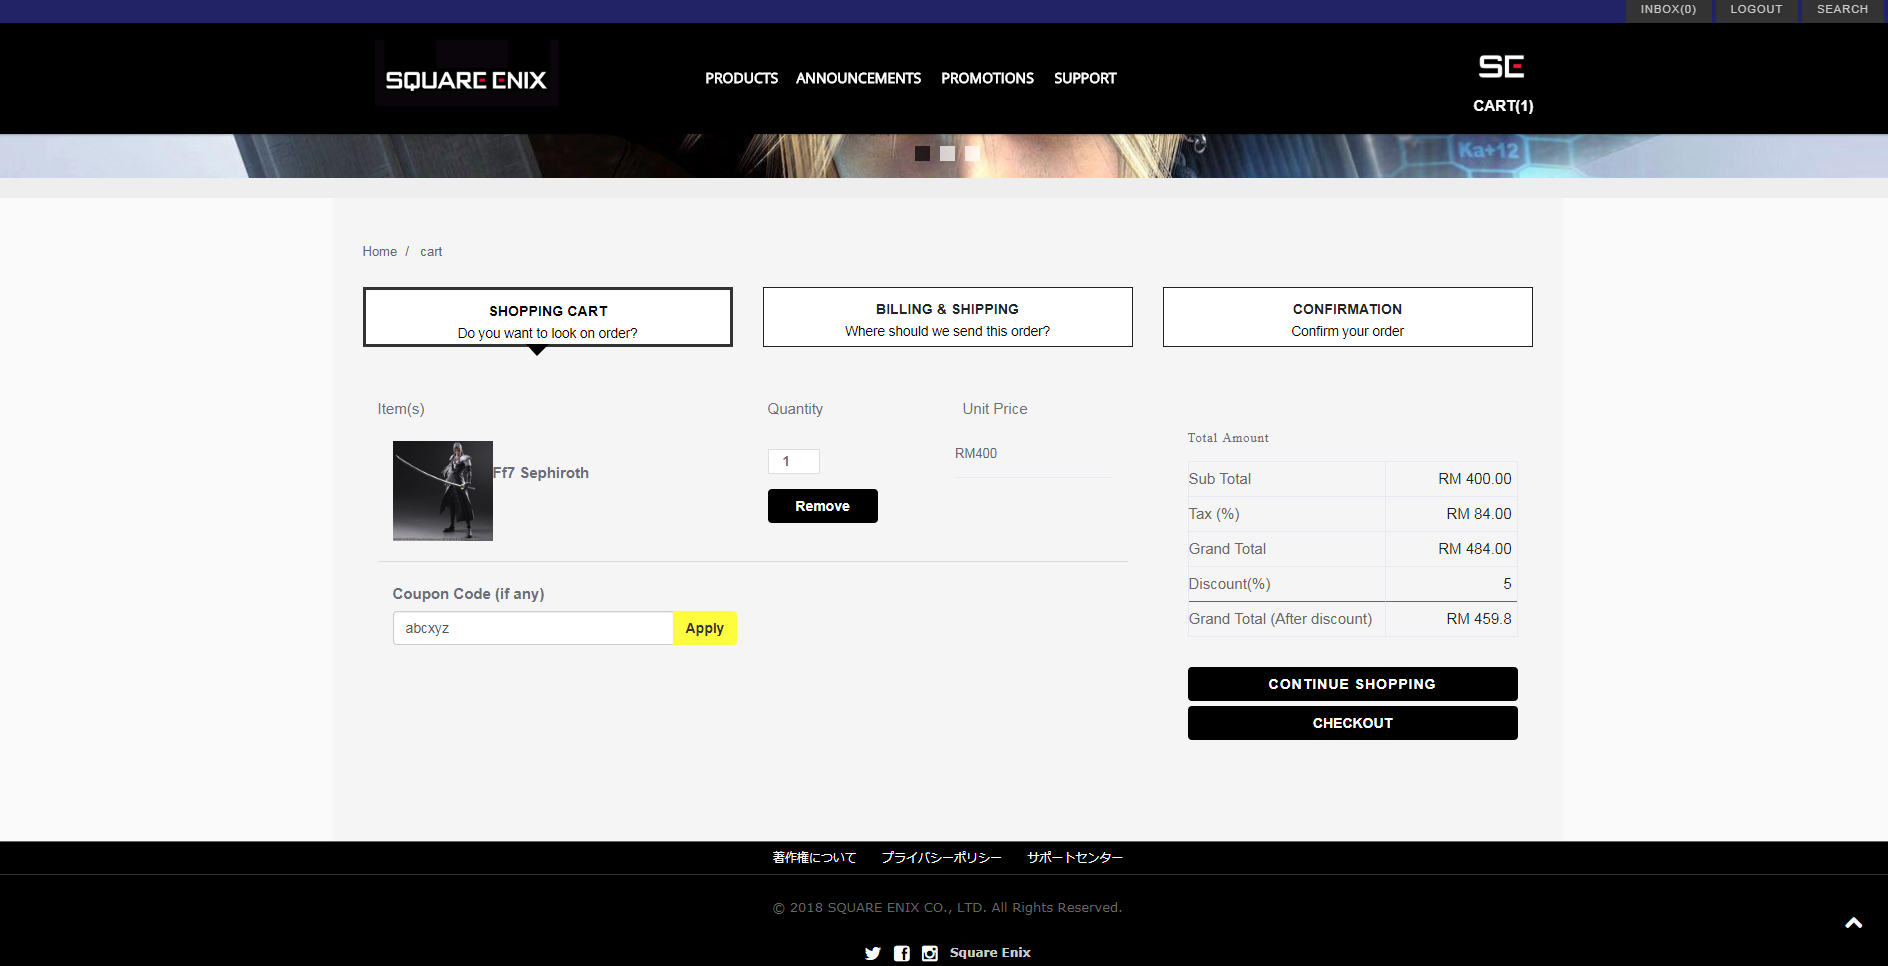 INBOX(0) LOGOUT SEARCH
SQUARE ENIX
PRODUCTS ANNOUNCEMENTS PROMOTIONS SUPPORT
SE
CART(1)
Ka+12
Home / cart
SHOPPING CART
Do you want to look on order?
BILLING & SHIPPING
Where should we send this order?
CONFIRMATION
Confirm your order
Item(s) Quantity Unit Price
Ff7 Sephiroth
1
RM400
Remove
Coupon Code (if any)
abcxyz Apply
Total Amount
Sub Total RM 400.00
Tax (%) RM 84.00
Grand Total RM 484.00
Discount(%) 5
Grand Total (After discount) RM 459.8
CONTINUE SHOPPING
CHECKOUT
著作権について プライバシーポリシー サポートセンター
© 2018 SQUARE ENIX CO., LTD. All Rights Reserved.
Square Enix